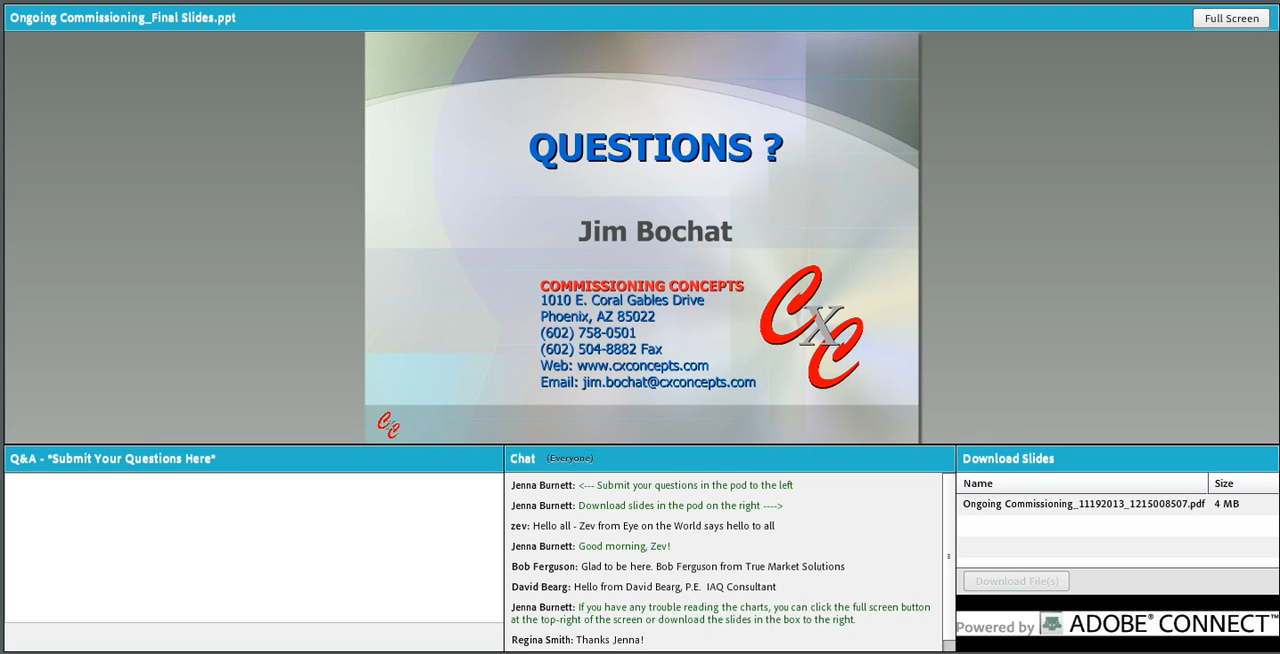 Ongoing Commissioning_Final Slides.ppt
Full Screen
QUESTIONS ?
Jim Bochat
COMMISSIONING CONCEPTS
1010 E. Coral Gables Drive
Phoenix, AZ 85022
(602) 758-0501
(602) 504-8882 Fax
Web: www.cxconcepts.com
Email: jim.bochat@cxconcepts.com
CxC
CxC
Q&A - *Submit Your Questions Here*
Chat (Everyone)
Jenna Burnett: <--- Submit your questions in the pod to the left
Jenna Burnett: Download slides in the pod on the right ---->
zev: Hello all - Zev from Eye on the World says hello to all
Jenna Burnett: Good morning, Zev!
Bob Ferguson: Glad to be here. Bob Ferguson from True Market Solutions
David Bearg: Hello from David Bearg, P.E. IAQ Consultant
Jenna Burnett: If you have any trouble reading the charts, you can click the full screen button
at the top-right of the screen or download the slides in the box to the right.
Regina Smith: Thanks Jenna!
Download Slides
Name Size
Ongoing Commissioning_11192013_1215008507.pdf 4 MB
Download File(s)
Powered by ADOBE® CONNECT™